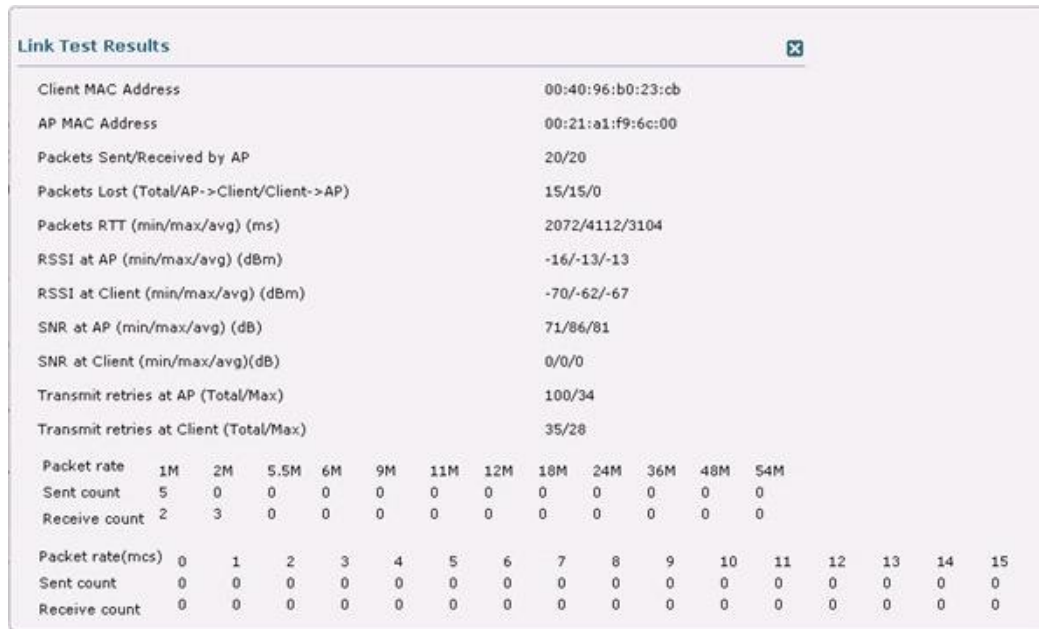 Link Test Results
Client MAC Address 00:40:96:b0:23:cb
AP MAC Address 00:21:a1:f9:6c:00
Packets Sent/Received by AP 20/20
Packets Lost (Total/AP->Client/Client->AP) 15/15/0
Packets RTT (min/max/avg) (ms) 2072/4112/3104
RSSI at AP (min/max/avg) (dBm) -16/-13/-13
RSSI at Client (min/max/avg) (dBm) -70/-62/-67
SNR at AP (min/max/avg) (dB) 71/86/81
SNR at Client (min/max/avg)(dB) 0/0/0
Transmit retries at AP (Total/Max) 100/34
Transmit retries at Client (Total/Max) 35/28
Packet rate 1M 2M 5.5M 6M 9M 11M 12M 18M 24M 36M 48M 54M
Sent count 5 0 0 0 0 0 0 0 0 0 0 0
Receive count 2 3 0 0 0 0 0 0 0 0 0 0
Packet rate(mcs) 0 1 2 3 4 5 6 7 8 9 10 11 12 13 14 15
Sent count 0 0 0 0 0 0 0 0 0 0 0 0 0 0 0 0
Receive count 0 0 0 0 0 0 0 0 0 0 0 0 0 0 0 0